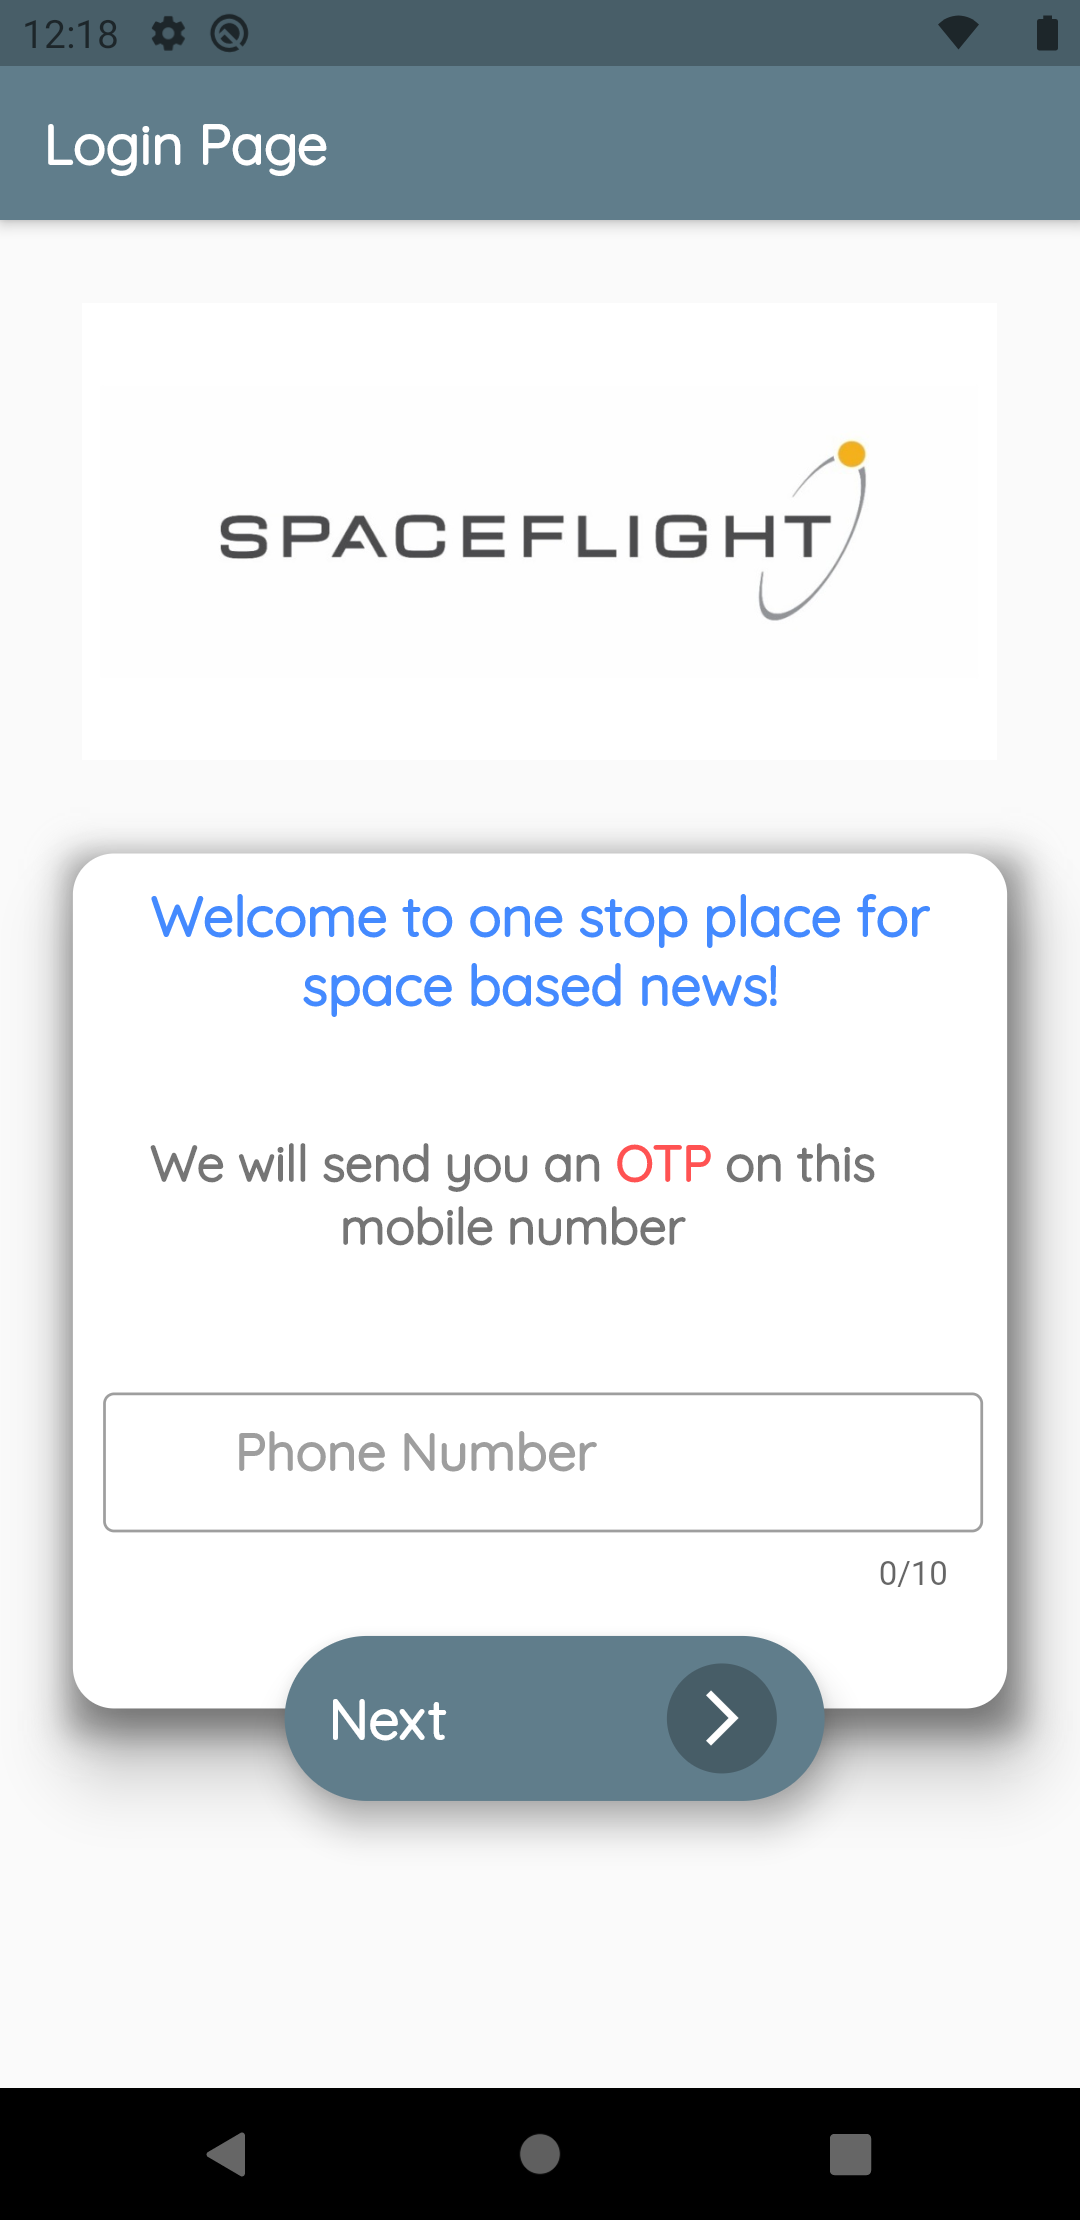 12:18
Login Page
SPACEFLIGHT
Welcome to one stop place for
space based news!
We will send you an OTP on this
mobile number
Phone Number
0/10
Next